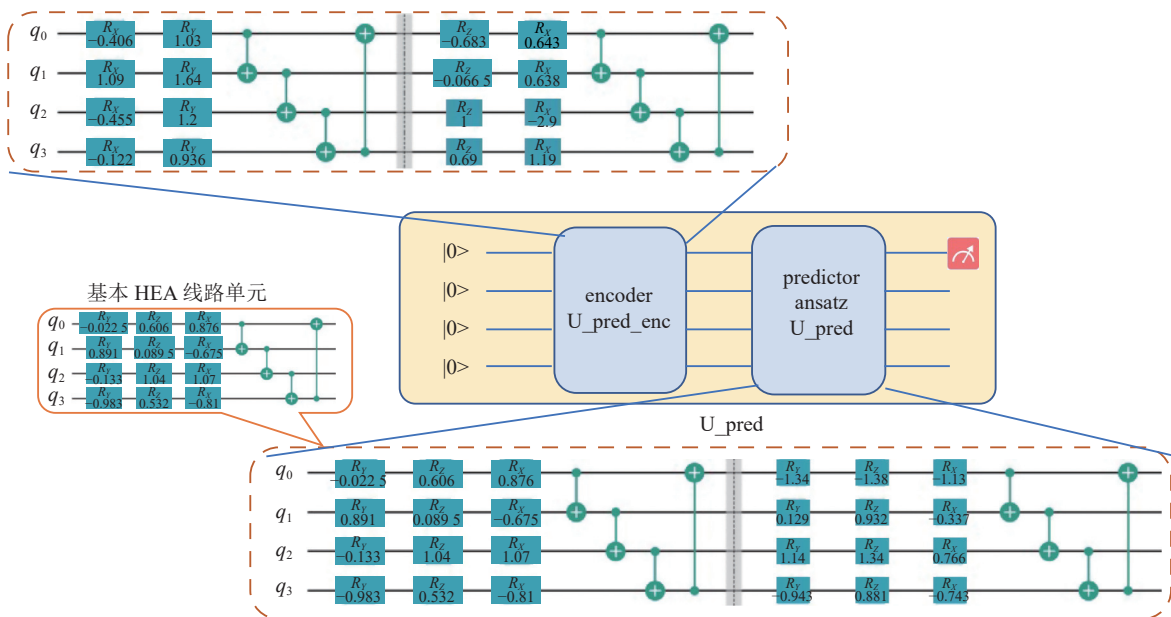 q0 RX −0.406 RY 1.03 RZ −0.683 RX 0.643
q1 RX 1.09 RY 1.64 RZ −0.066 5 RX 0.638
q2 RX −0.455 RY 1.2 RZ 1 RX −2.9
q3 RX −0.122 RY 0.936 RZ 0.69 RX 1.19
|0>
|0>
|0>
|0>
encoder
U_pred_enc
predictor
ansatz
U_pred
基本 HEA 线路单元
q0 RY −0.022 5 RZ 0.606 RX 0.876
q1 RY 0.891 RZ 0.089 5 RX −0.675
q2 RY −0.133 RZ 1.04 RX 1.07
q3 RY −0.983 RZ 0.532 RX −0.81
U_pred
q0 RY −0.022 5 RZ 0.606 RX 0.876 RY −1.34 RZ −1.38 RX −1.13
q1 RY 0.891 RZ 0.089 5 RX −0.675 RY 0.129 RZ 0.932 RX −0.337
q2 RY −0.133 RZ 1.04 RX 1.07 RY 1.14 RZ 1.34 RX 0.766
q3 RY −0.983 RZ 0.532 RX −0.81 RY −0.943 RZ 0.881 RX −0.743